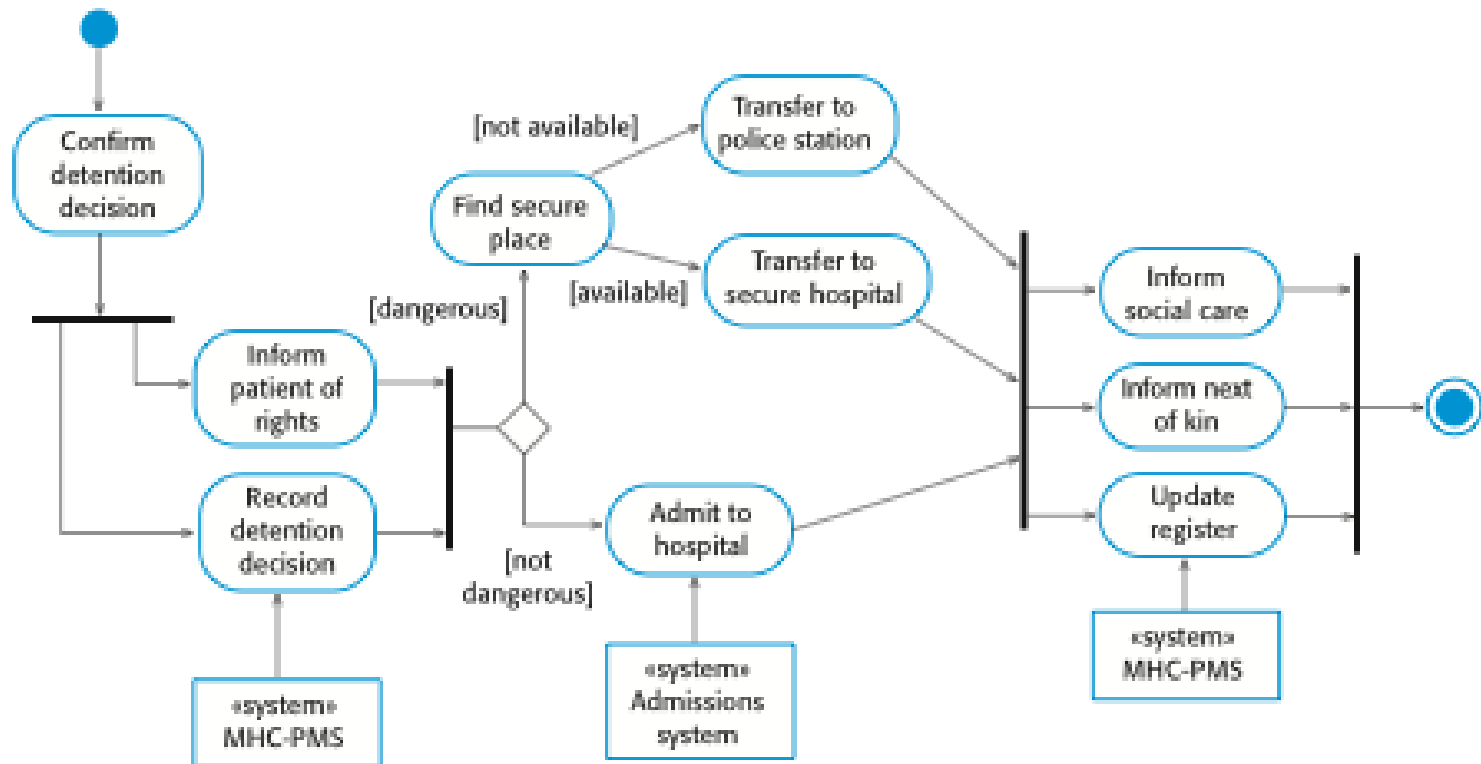 Confirm
detention
decision
Inform
patient of
rights
Record
detention
decision
«system»
MHC-PMS
[dangerous]
[not
dangerous]
Find secure
place
[not available]
[available]
Transfer to
police station
Transfer to
secure hospital
Admit to
hospital
«system»
Admissions
system
Inform
social care
Inform next
of kin
Update
register
«system»
MHC-PMS